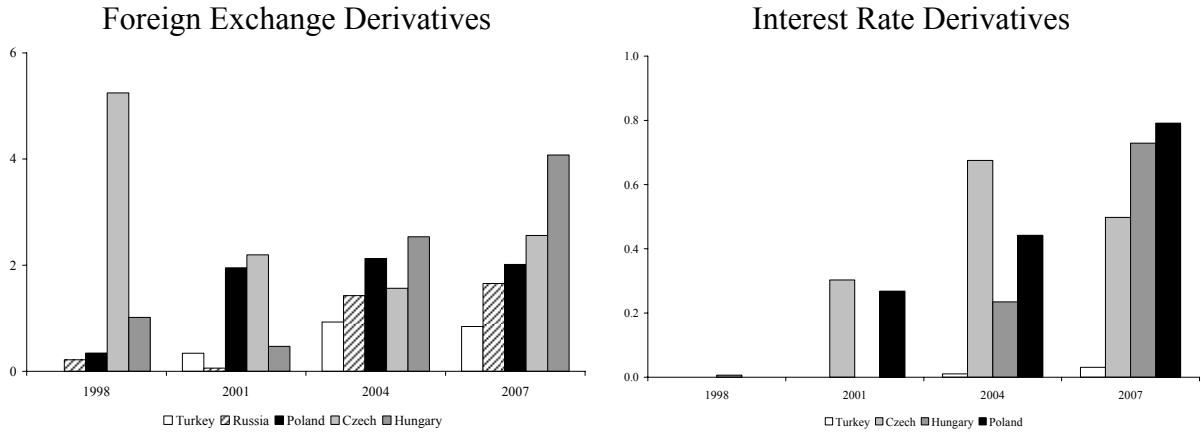 Foreign Exchange Derivatives
6
4
2
0
1998 2001 2004 2007
Turkey Russia Poland Czech Hungary
Interest Rate Derivatives
1.0
0.8
0.6
0.4
0.2
0.0
1998 2001 2004 2007
Turkey Czech Hungary Poland